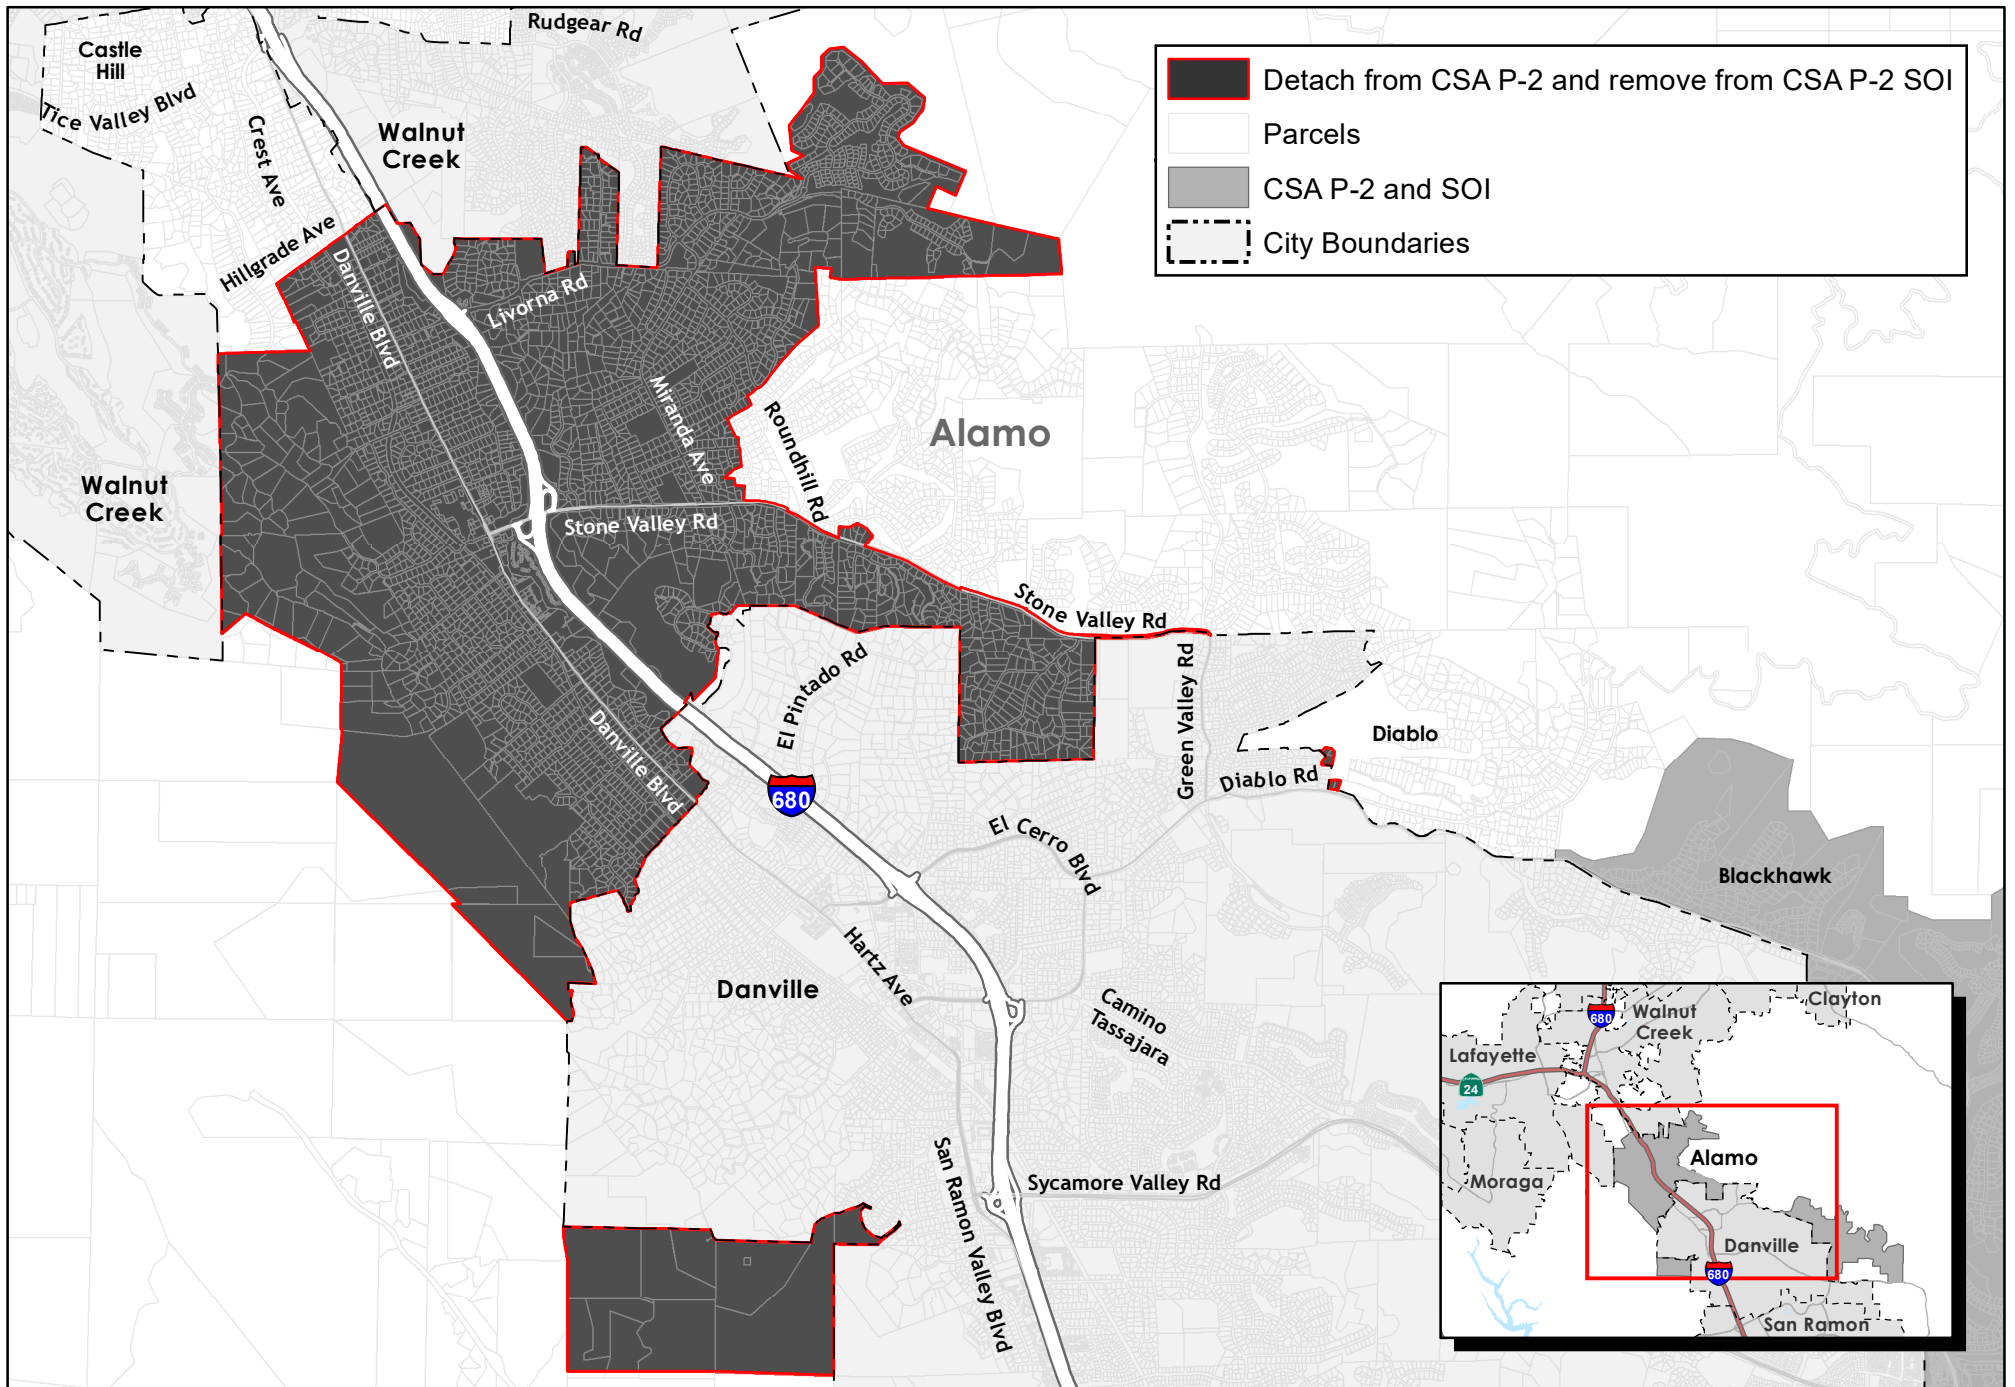 Rudgear Rd
Castle
Hill
Tice Valley Blvd
Crest Ave
Walnut
Creek
Hillgrade Ave
Danville Blvd
Livorna Rd
Detach from CSA P-2 and remove from CSA P-2 SOI
Parcels
CSA P-2 and SOI
City Boundaries
Miranda Ave
Roundhill Rd
Alamo
Walnut
Creek
Stone Valley Rd
Stone Valley Rd
El Pintado Rd
Green Valley Rd
Danville Blvd
Diablo
Diablo Rd
680
El Cerro Blvd
Blackhawk
Hartz Ave
Danville
Camino
Tassajara
San Ramon Valley Blvd
Sycamore Valley Rd
Clayton
680
Walnut
Creek
Lafayette
24
Alamo
Moraga
Danville
680
San Ramon